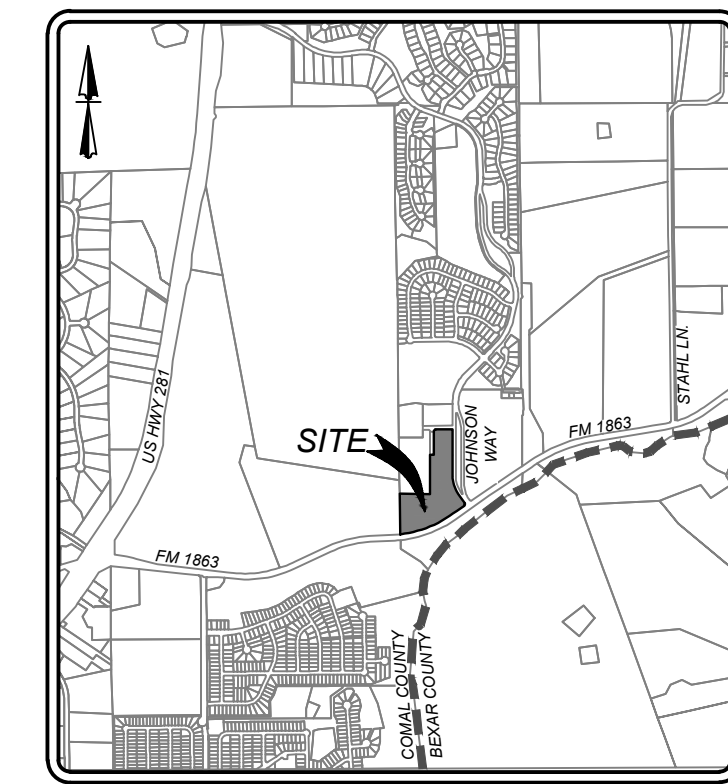 US HWY 281
STAHL LN.
JOHNSON
WAY
FM 1863
SITE
FM 1863
COMAL COUNTY
BEXAR COUNTY